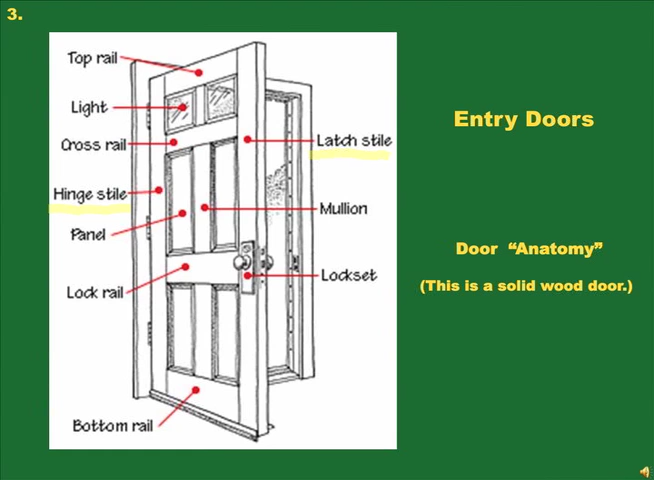 3.
Entry Doors
Door “Anatomy”
(This is a solid wood door.)
Top rail
Light
Cross rail
Latch stile
Hinge stile
Mullion
Panel
Lockset
Lock rail
Bottom rail